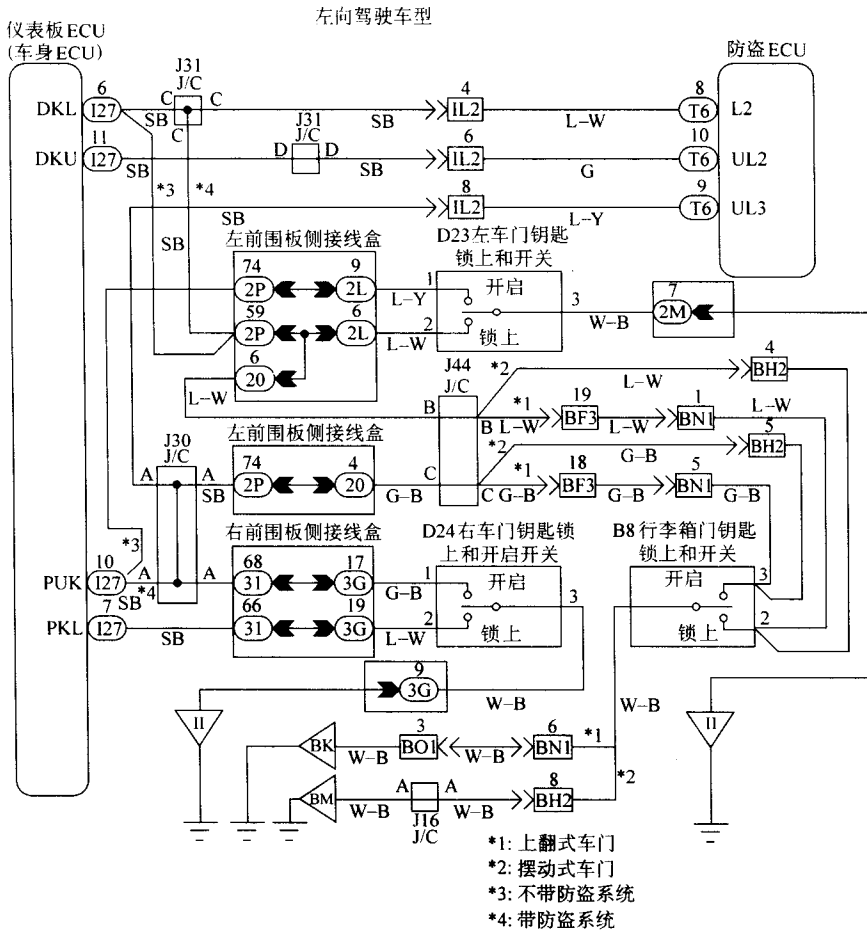 左向驾驶车型
仪表板ECU
(车身ECU)
防盗ECU
J31
J/C
6
DKL
I27
SB
C
C
C
SB
4
IL2
L-W
8
T6
L2
11
DKU
I27
SB
J31
J/C
D
D
SB
6
IL2
G
10
T6
UL2
*3
*4
SB
SB
8
IL2
L-Y
9
T6
UL3
左前围板侧接线盒
D23左车门钥匙
锁上和开关
74
2P
9
2L
L-Y
1
开启
3
W-B
7
2M
59
2P
6
2L
L-W
2
锁上
6
20
L-W
J44
J/C
*2
L-W
4
BH2
B
B
*1
L-W
19
BF3
L-W
1
BN1
L-W
左前围板侧接线盒
*2
G-B
5
BH2
J30
J/C
A
A
SB
74
2P
4
20
G-B
C
C
*1
G-B
18
BF3
G-B
5
BN1
G-B
右前围板侧接线盒
D24右车门钥匙锁
上和开启开关
B8行李箱门钥匙
锁上和开关
*3
10
PUK
I27
SB
A
*4
A
68
31
17
3G
G-B
1
开启
3
开启
3
7
PKL
I27
SB
66
31
19
3G
L-W
2
锁上
锁上
2
9
3G
W-B
W-B
II
II
BK
W-B
3
BO1
W-B
6
BN1
*1
BM
W-B
A
A
J16
J/C
W-B
8
BH2
*2
*1: 上翻式车门
*2: 摆动式车门
*3: 不带防盗系统
*4: 带防盗系统